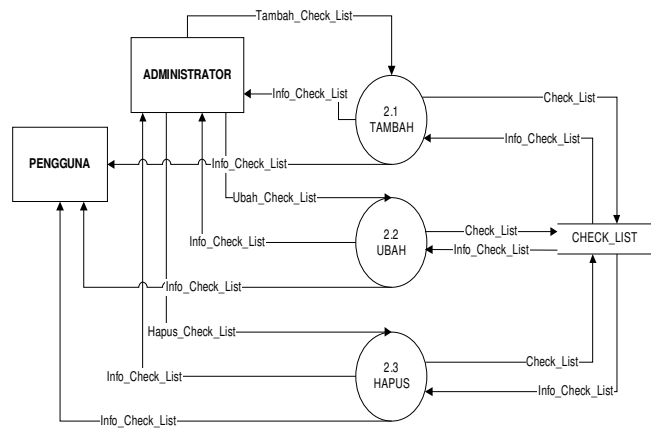 Tambah_Check_List
ADMINISTRATOR
Info_Check_List
2.1
TAMBAH
Check_List
Info_Check_List
PENGGUNA
Info_Check_List
Ubah_Check_List
2.2
UBAH
Check_List
Info_Check_List
Info_Check_List
CHECK_LIST
Info_Check_List
Hapus_Check_List
2.3
HAPUS
Check_List
Info_Check_List
Info_Check_List
Info_Check_List